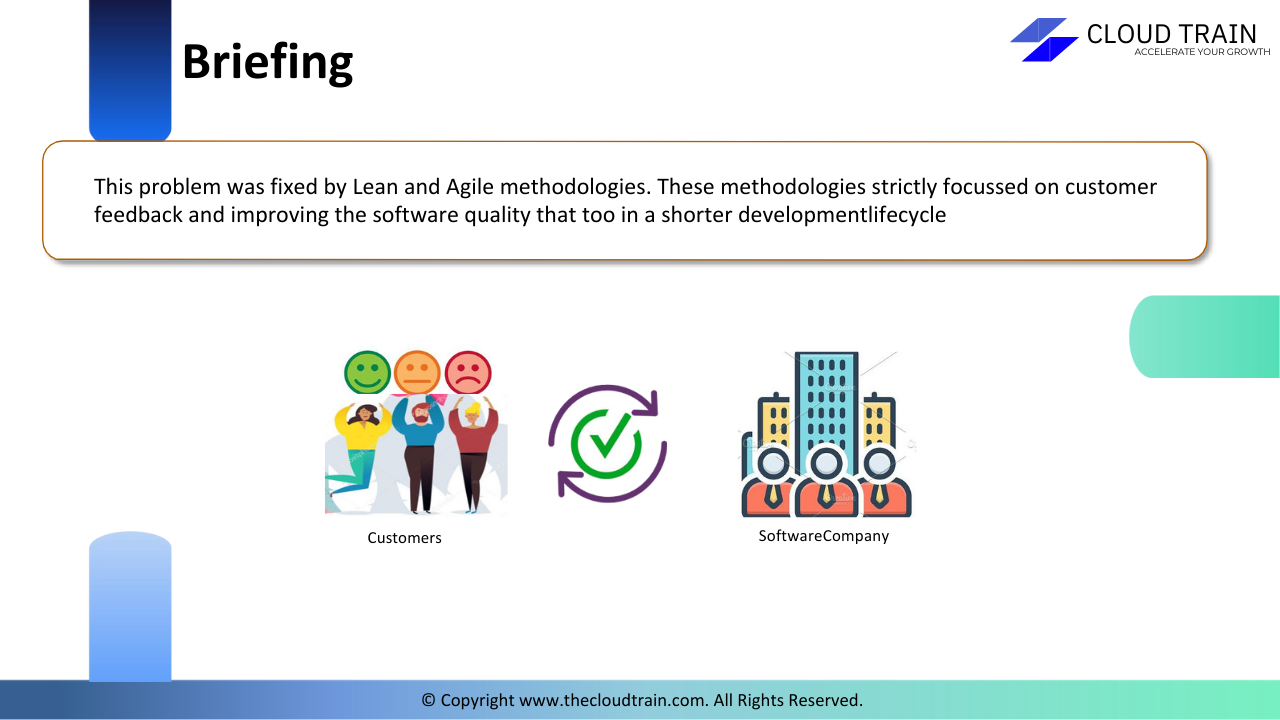 Briefing
CLOUD TRAIN
ACCELERATE YOUR GROWTH
This problem was fixed by Lean and Agile methodologies. These methodologies strictly focussed on customer
feedback and improving the software quality that too in a shorter developmentlifecycle
Customers
SoftwareCompany
© Copyright www.thecloudtrain.com. All Rights Reserved.